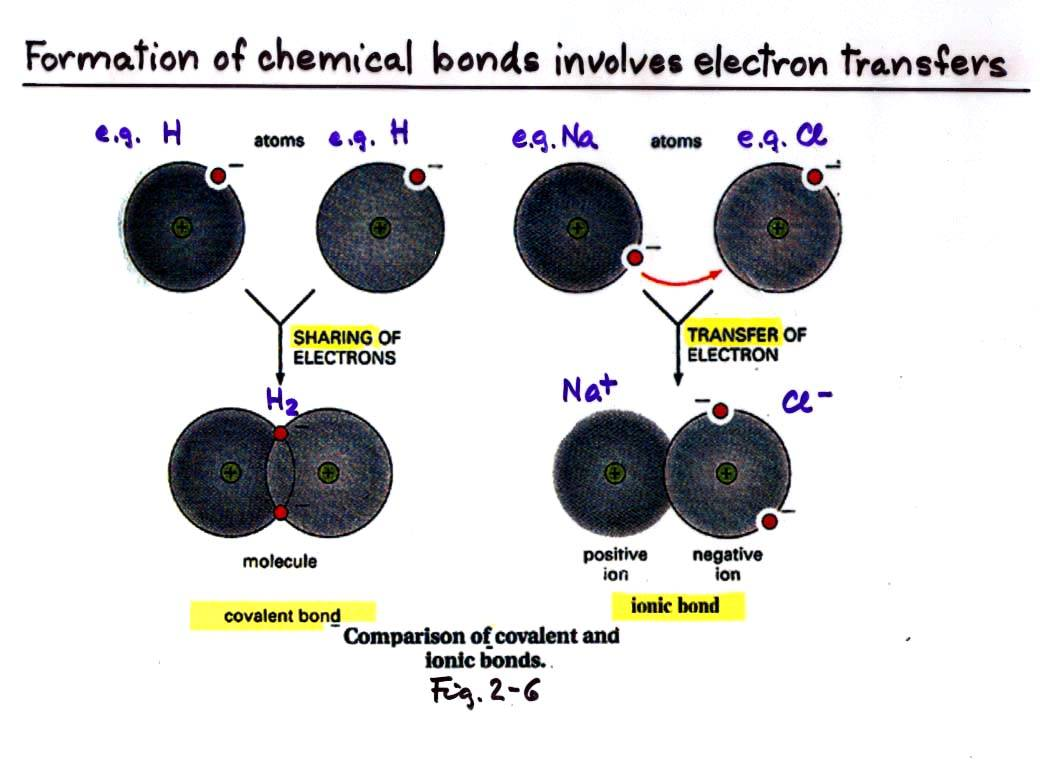 Formation of chemical bonds involves electron transfers
e.g. H atoms e.g. H
e.g. Na atoms e.g. Cl
−
−
−
−
+
+
+
+
SHARING OF
ELECTRONS
TRANSFER OF
ELECTRON
H₂
Na⁺
Cl⁻
−
−
−
−
+
+
+
+
molecule
positive
ion
negative
ion
covalent bond
ionic bond
Comparison of covalent and
ionic bonds.
Fig. 2-6